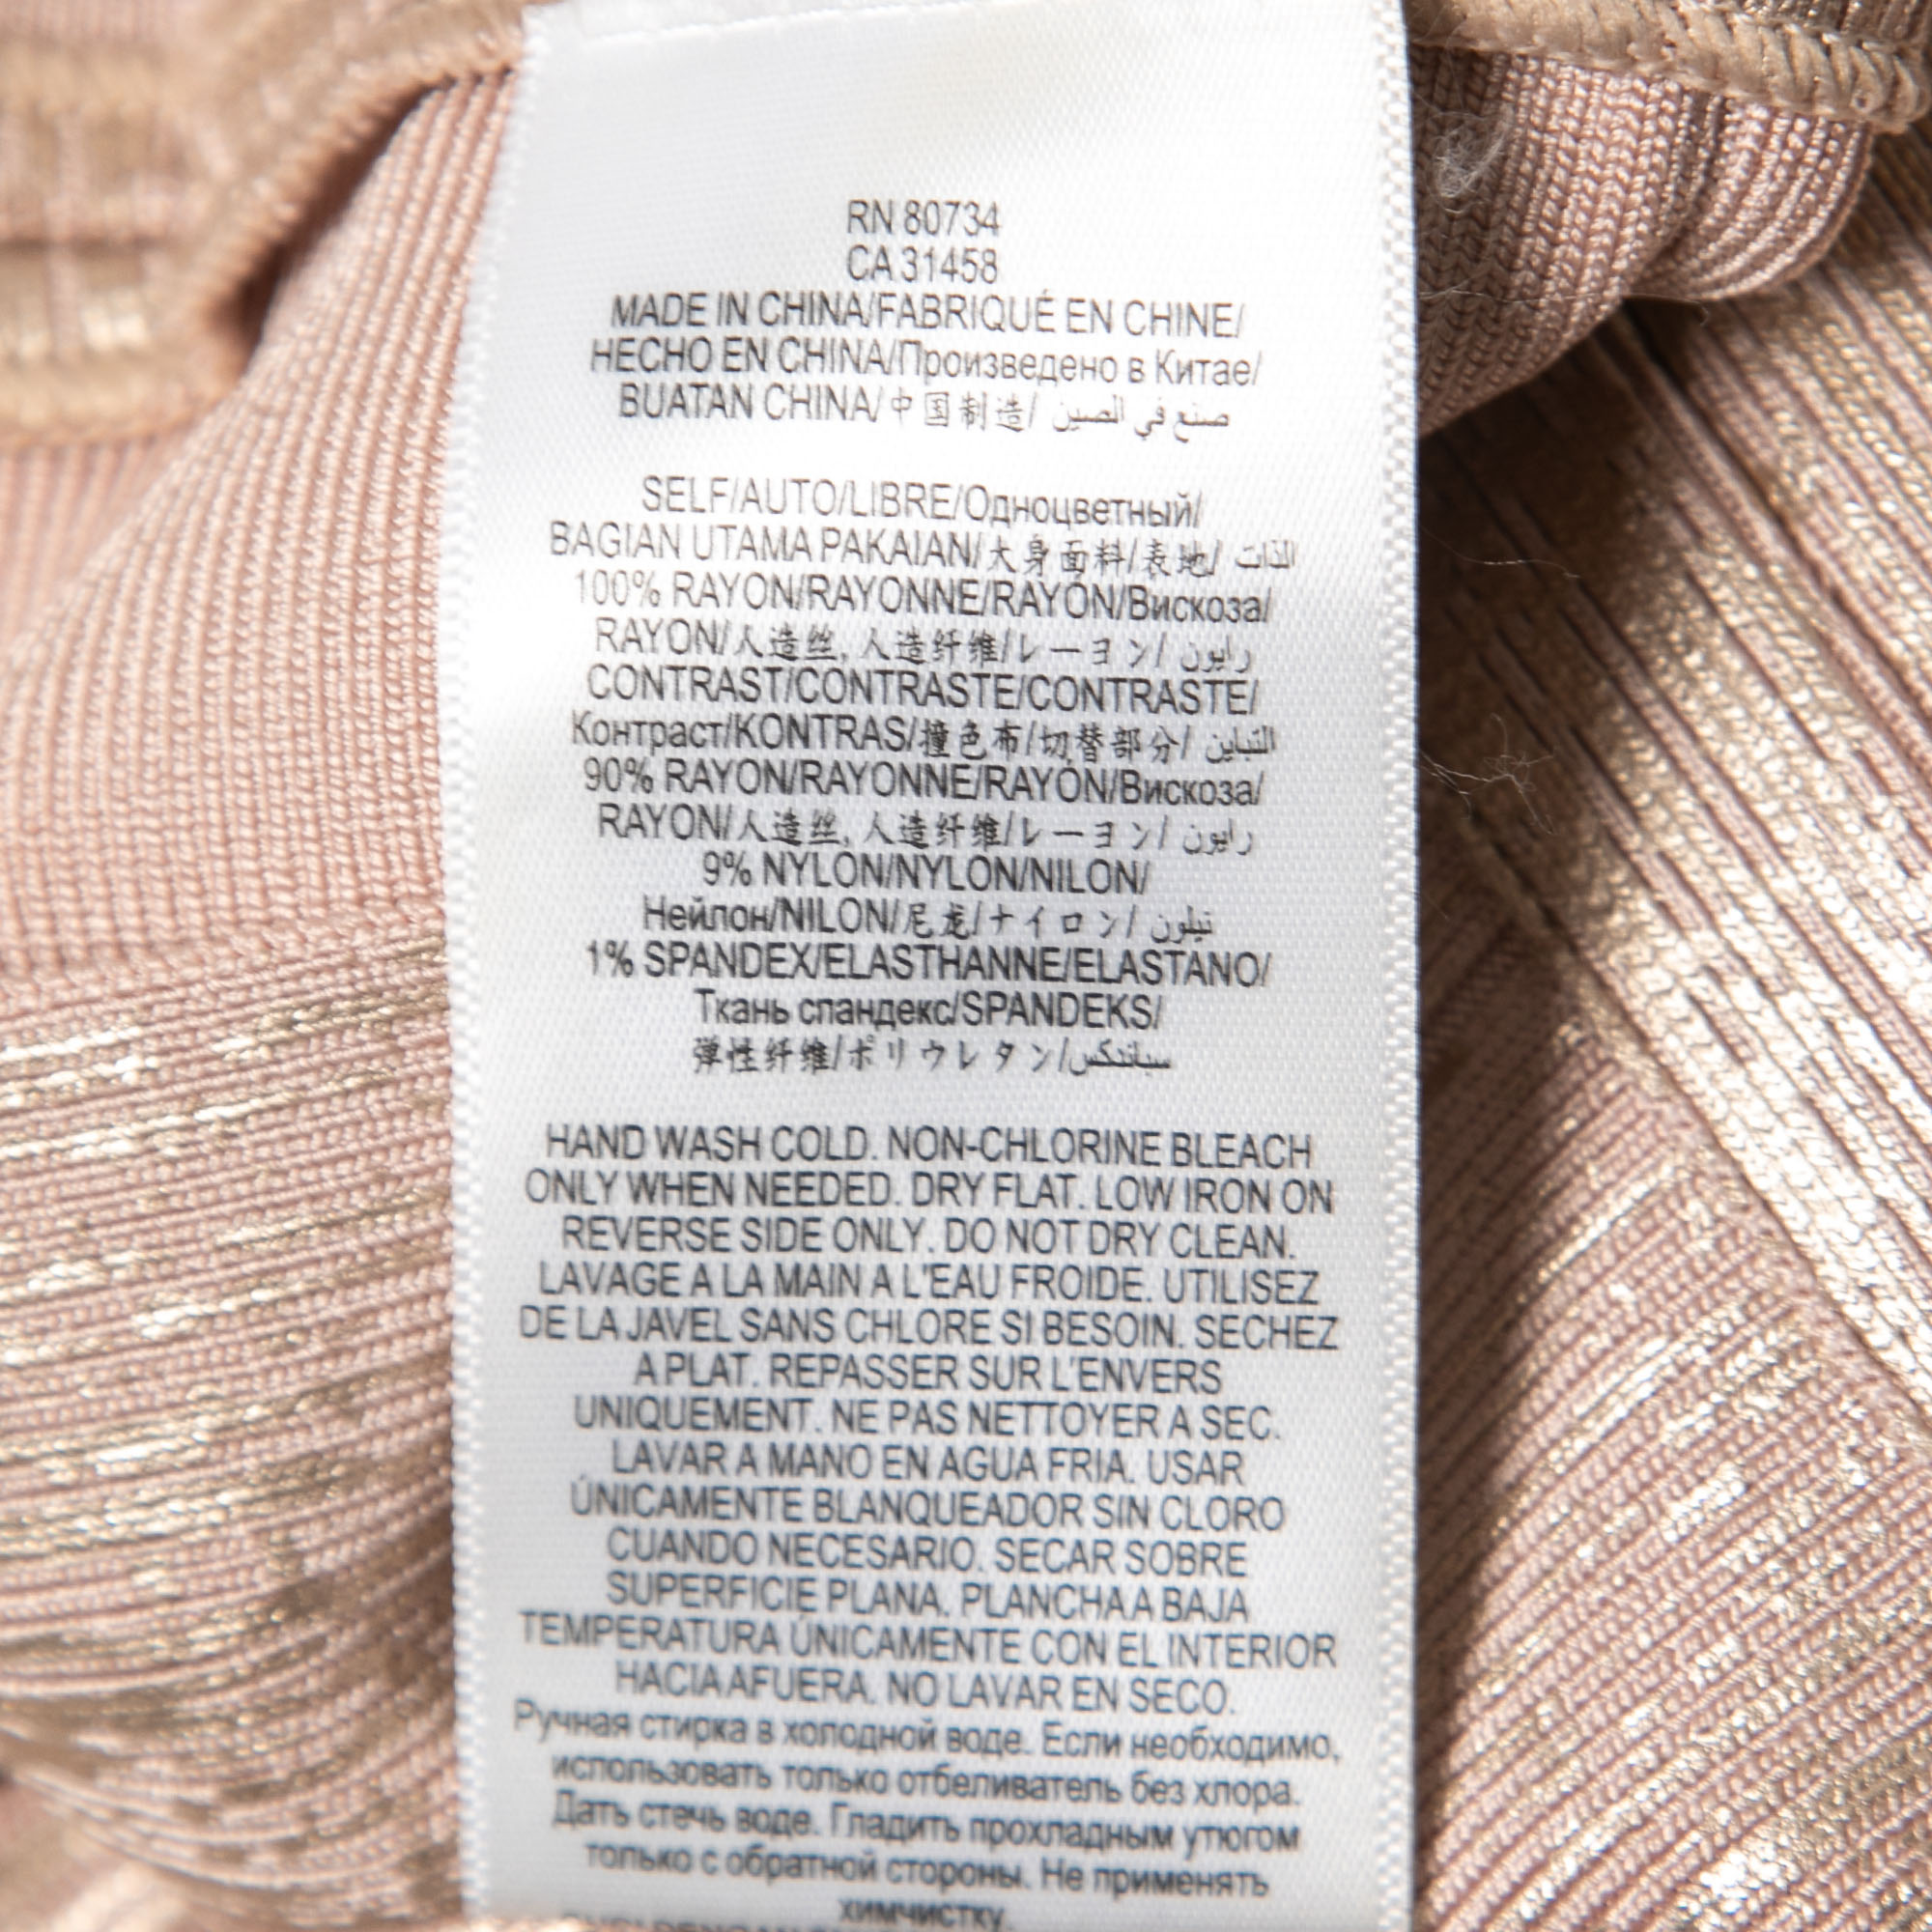 RN 80734
CA 31458
MADE IN CHINA/FABRIQUÉ EN CHINE/
HECHO EN CHINA/Произведено в Китае/
BUATAN CHINA/中国制造/ صنع في الصين
SELF/AUTO/LIBRE/Одноцветный/
BAGIAN UTAMA PAKAIAN/大身面料/表地/ الذات
100% RAYON/RAYONNE/RAYÓN/Вискоза/
RAYON/人造丝, 人造纤维/レーヨン/ رايون
CONTRAST/CONTRASTE/CONTRASTE/
Контраст/KONTRAS/撞色布/切替部分/ التباين
90% RAYON/RAYONNE/RAYÓN/Вискоза/
RAYON/人造丝, 人造纤维/レーヨン/ رايون
9% NYLON/NYLON/NILON/
Нейлон/NILON/尼龙/ナイロン/ نيلون
1% SPANDEX/ELASTHANNE/ELASTANO/
Ткань спандекс/SPANDEKS/
弹性纤维/ポリウレタン/سباندكس
HAND WASH COLD. NON-CHLORINE BLEACH
ONLY WHEN NEEDED. DRY FLAT. LOW IRON ON
REVERSE SIDE ONLY. DO NOT DRY CLEAN.
LAVAGE A LA MAIN A L'EAU FROIDE. UTILISEZ
DE LA JAVEL SANS CHLORE SI BESOIN. SECHEZ
A PLAT. REPASSER SUR L'ENVERS
UNIQUEMENT. NE PAS NETTOYER A SEC.
LAVAR A MANO EN AGUA FRIA. USAR
ÚNICAMENTE BLANQUEADOR SIN CLORO
CUANDO NECESARIO. SECAR SOBRE
SUPERFICIE PLANA. PLANCHA A BAJA
TEMPERATURA ÚNICAMENTE CON EL INTERIOR
HACIA AFUERA. NO LAVAR EN SECO.
Ручная стирка в холодной воде. Если необходимо,
использовать только отбеливатель без хлора.
Дать стечь воде. Гладить прохладным утюгом
только с обратной стороны. Не применять
химчистку.